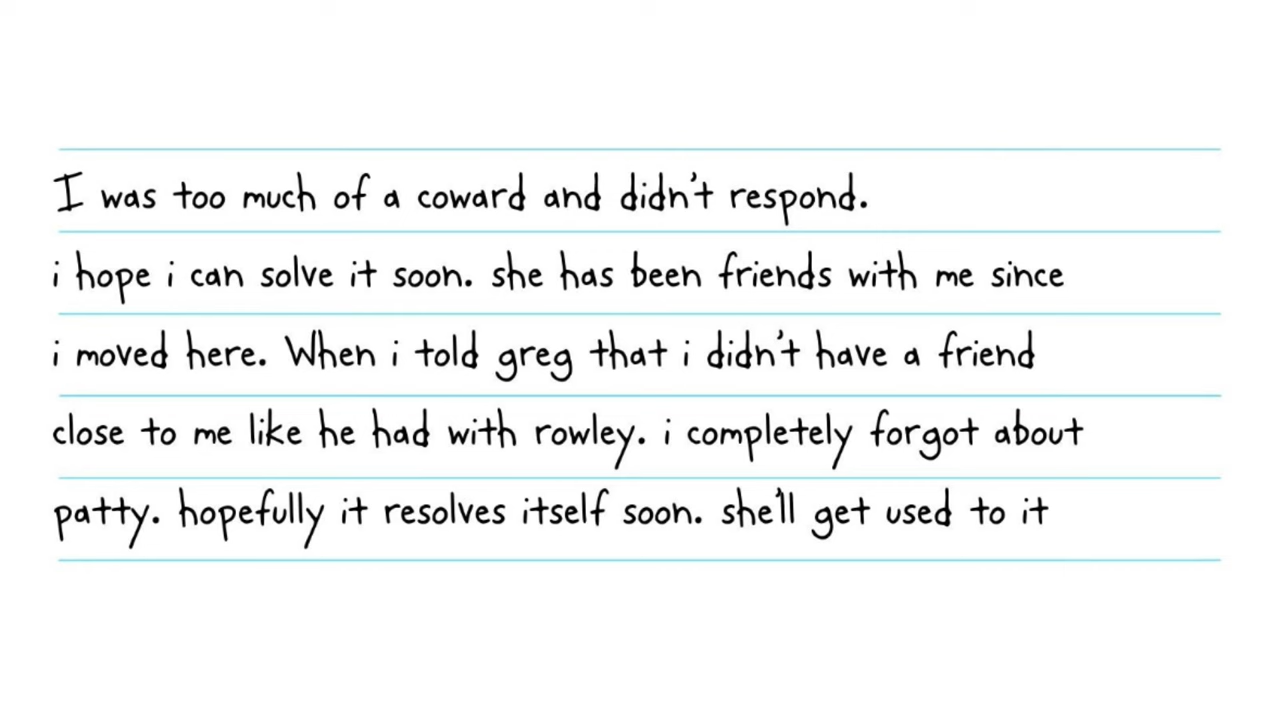 I was too much of a coward and didn't respond.
i hope i can solve it soon. she has been friends with me since
i moved here. When i told greg that i didn't have a friend
close to me like he had with rowley. i completely forgot about
patty. hopefully it resolves itself soon. she'll get used to it